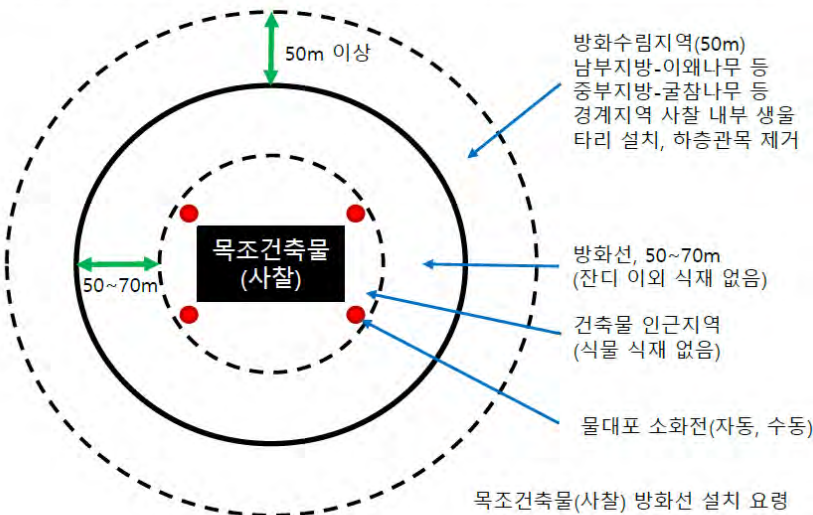 50m 이상
방화수림지역(50m)
남부지방-이왜나무 등
중부지방-굴참나무 등
경계지역 사찰 내부 생울
타리 설치, 하층관목 제거
목조건축물
(사찰)
50~70m
방화선, 50~70m
(잔디 이외 식재 없음)
건축물 인근지역
(식물 식재 없음)
물대포 소화전(자동, 수동)
목조건축물(사찰) 방화선 설치 요령